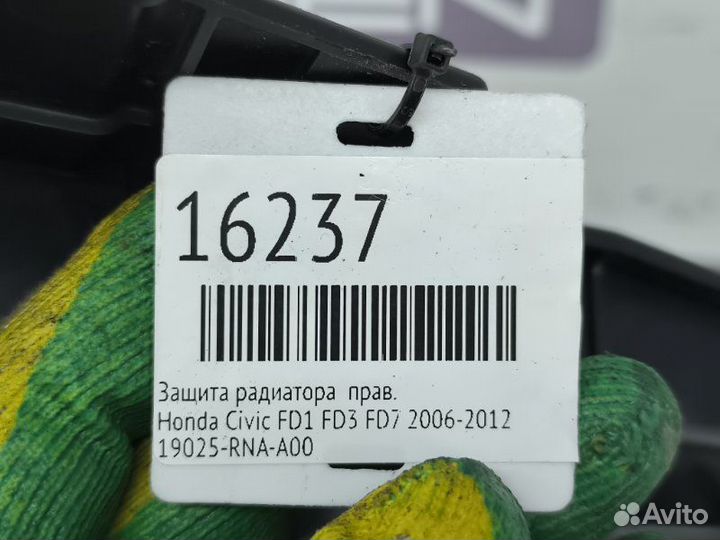 16237
Защита радиатора прав.
Honda Civic FD1 FD3 FD7 2006-2012
19025-RNA-A00
Avito